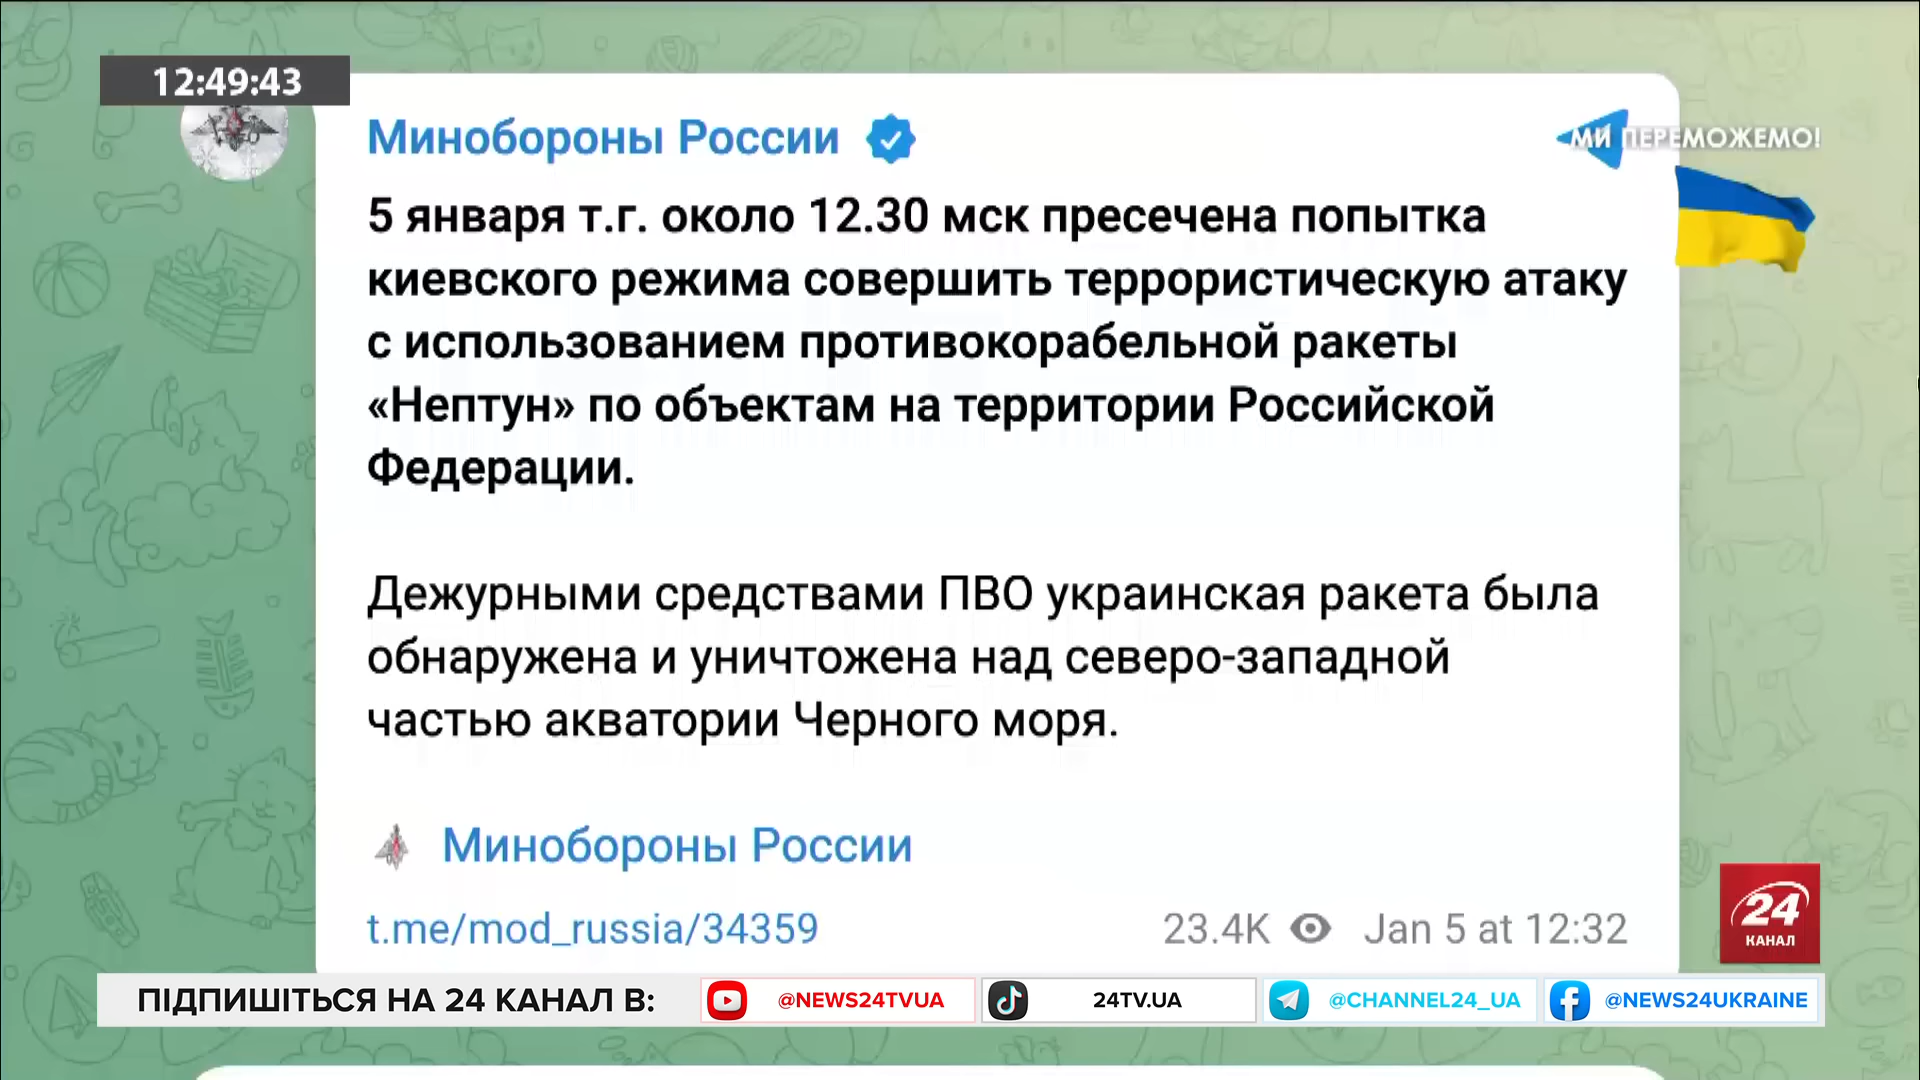 12:49:43
Минобороны России
МИ ПЕРЕМОЖЕМО!
5 января т.г. около 12.30 мск пресечена попытка
киевского режима совершить террористическую атаку
с использованием противокорабельной ракеты
«Нептун» по объектам на территории Российской
Федерации.
Дежурными средствами ПВО украинская ракета была
обнаружена и уничтожена над северо-западной
частью акватории Черного моря.
Минобороны России
t.me/mod_russia/34359
23.4K Jan 5 at 12:32
24
КАНАЛ
ПІДПИШІТЬСЯ НА 24 КАНАЛ В: @NEWS24TVUA 24TV.UA @CHANNEL24_UA @NEWS24UKRAINE